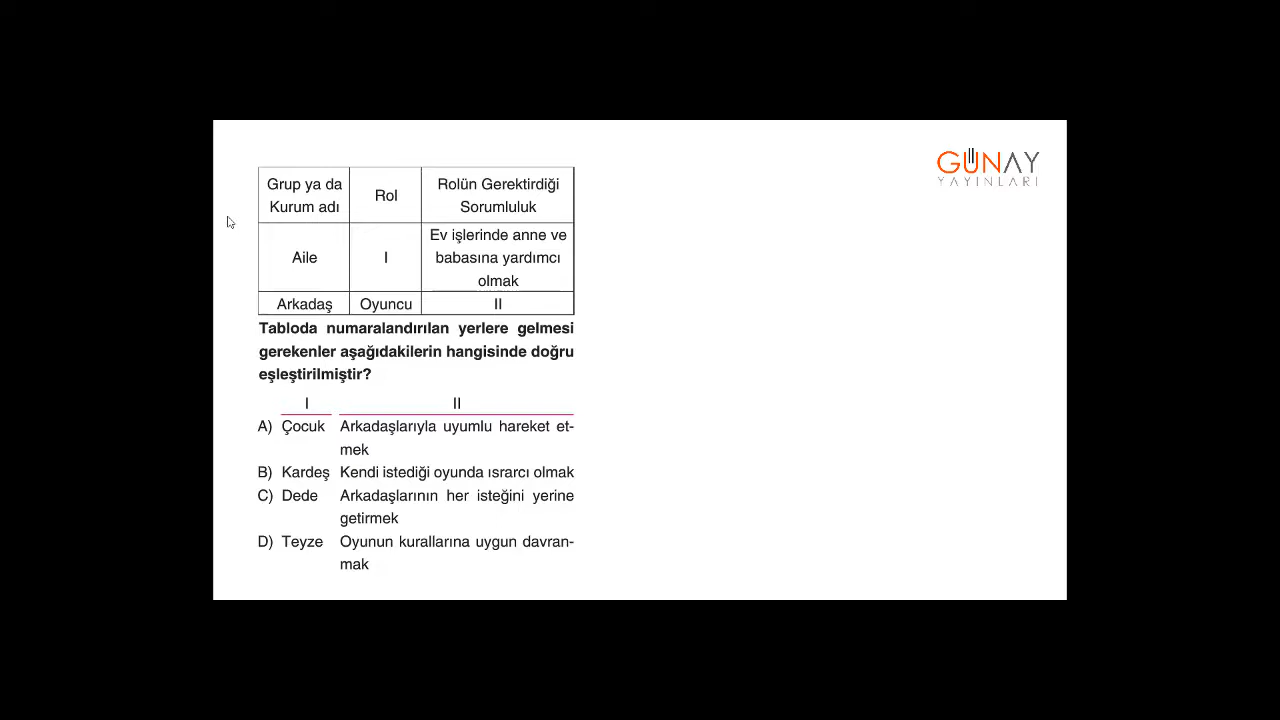 GÜNAY
YAYINLARI
Grup ya da Kurum adı | Rol | Rolün Gerektirdiği Sorumluluk
Aile | I | Ev işlerinde anne ve babasına yardımcı olmak
Arkadaş | Oyuncu | II
Tabloda numaralandırılan yerlere gelmesi
gerekenler aşağıdakilerin hangisinde doğru
eşleştirilmiştir?
I II
A) Çocuk Arkadaşlarıyla uyumlu hareket et-
mek
B) Kardeş Kendi istediği oyunda ısrarcı olmak
C) Dede Arkadaşlarının her isteğini yerine
getirmek
D) Teyze Oyunun kurallarına uygun davran-
mak